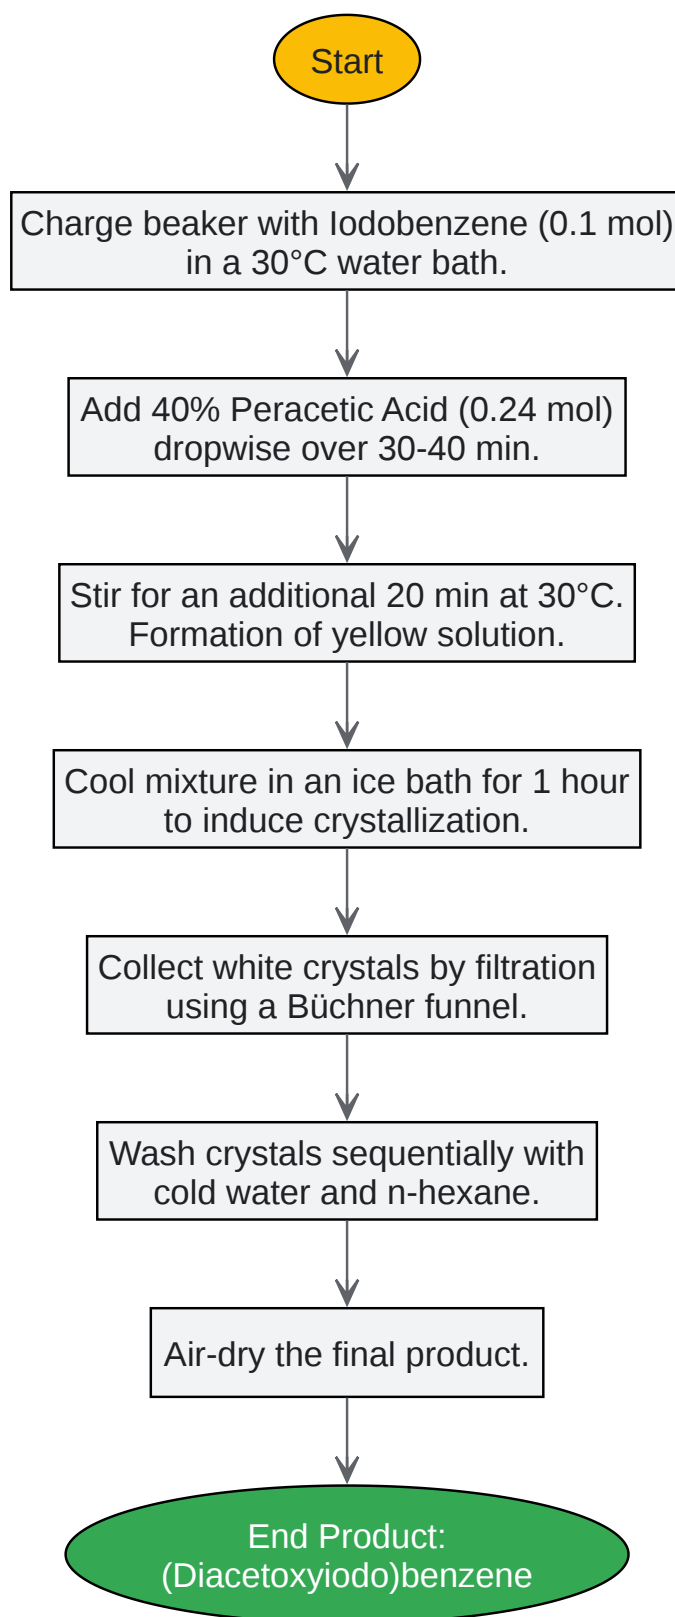 Start
Charge beaker with Iodobenzene (0.1 mol)
in a 30°C water bath.
Add 40% Peracetic Acid (0.24 mol)
dropwise over 30-40 min.
Stir for an additional 20 min at 30°C.
Formation of yellow solution.
Cool mixture in an ice bath for 1 hour
to induce crystallization.
Collect white crystals by filtration
using a Büchner funnel.
Wash crystals sequentially with
cold water and n-hexane.
Air-dry the final product.
End Product:
(Diacetoxyiodo)benzene